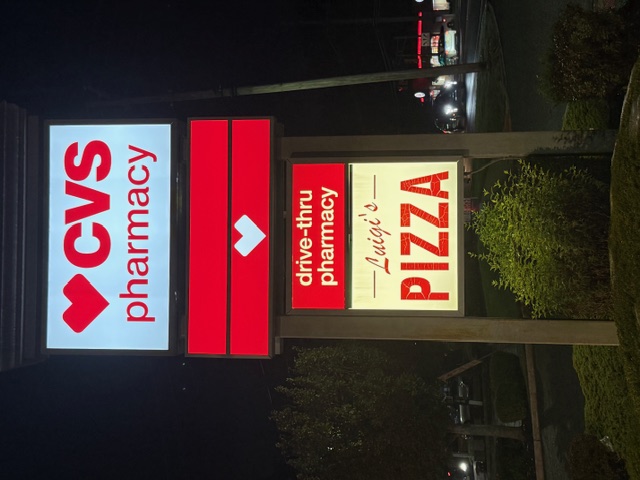 CVS
pharmacy
drive-thru
pharmacy
Luigi's
PIZZA